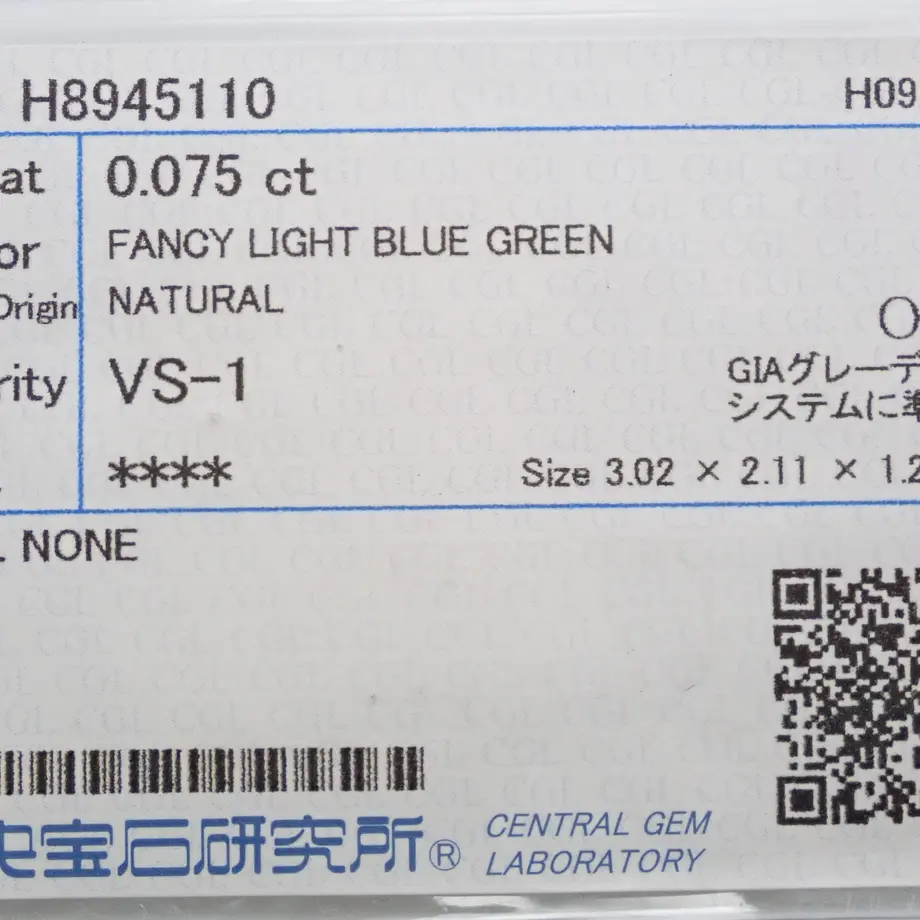 H8945110 H09
at 0.075 ct
or FANCY LIGHT BLUE GREEN
Origin NATURAL
rity VS-1
GIAグレーデ
システムに準
**** Size 3.02 × 2.11 × 1.2
NONE
央宝石研究所® CENTRAL GEM
LABORATORY